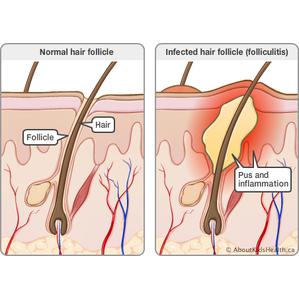 Normal hair follicle
Infected hair follicle (folliculitis)
Hair
Follicle
Pus and
inflammation
© AboutKidsHealth.ca